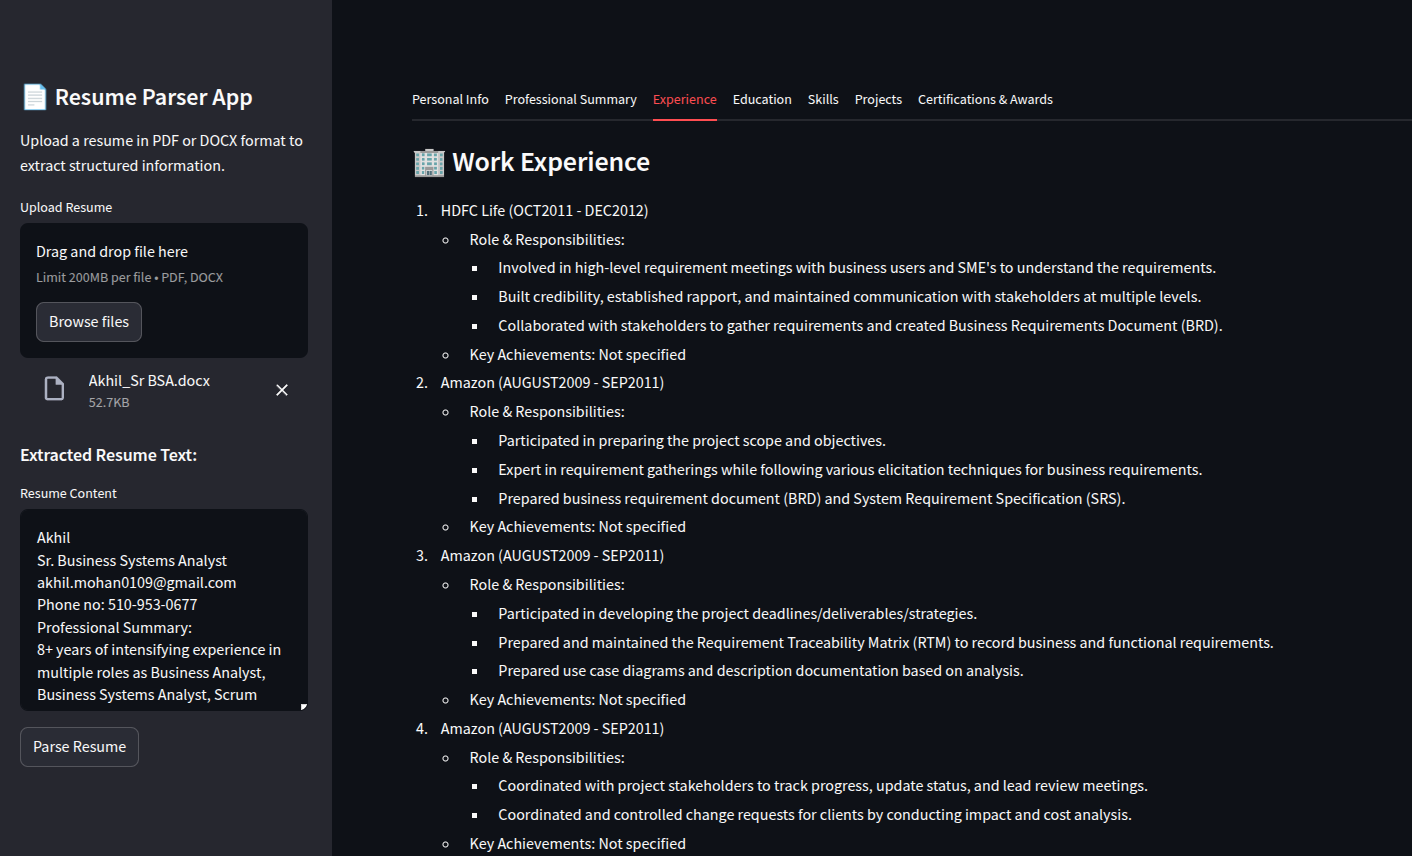 Resume Parser App
Upload a resume in PDF or DOCX format to
extract structured information.
Upload Resume
Drag and drop file here
Limit 200MB per file • PDF, DOCX
Browse files
Akhil_Sr BSA.docx
52.7KB
Extracted Resume Text:
Resume Content
Akhil
Sr. Business Systems Analyst
akhil.mohan0109@gmail.com
Phone no: 510-953-0677
Professional Summary:
8+ years of intensifying experience in
multiple roles as Business Analyst,
Business Systems Analyst, Scrum
Parse Resume
Personal Info Professional Summary Experience Education Skills Projects Certifications & Awards
Work Experience
1. HDFC Life (OCT2011 - DEC2012)
Role & Responsibilities:
Involved in high-level requirement meetings with business users and SME's to understand the requirements.
Built credibility, established rapport, and maintained communication with stakeholders at multiple levels.
Collaborated with stakeholders to gather requirements and created Business Requirements Document (BRD).
Key Achievements: Not specified
2. Amazon (AUGUST2009 - SEP2011)
Role & Responsibilities:
Participated in preparing the project scope and objectives.
Expert in requirement gatherings while following various elicitation techniques for business requirements.
Prepared business requirement document (BRD) and System Requirement Specification (SRS).
Key Achievements: Not specified
3. Amazon (AUGUST2009 - SEP2011)
Role & Responsibilities:
Participated in developing the project deadlines/deliverables/strategies.
Prepared and maintained the Requirement Traceability Matrix (RTM) to record business and functional requirements.
Prepared use case diagrams and description documentation based on analysis.
Key Achievements: Not specified
4. Amazon (AUGUST2009 - SEP2011)
Role & Responsibilities:
Coordinated with project stakeholders to track progress, update status, and lead review meetings.
Coordinated and controlled change requests for clients by conducting impact and cost analysis.
Key Achievements: Not specified